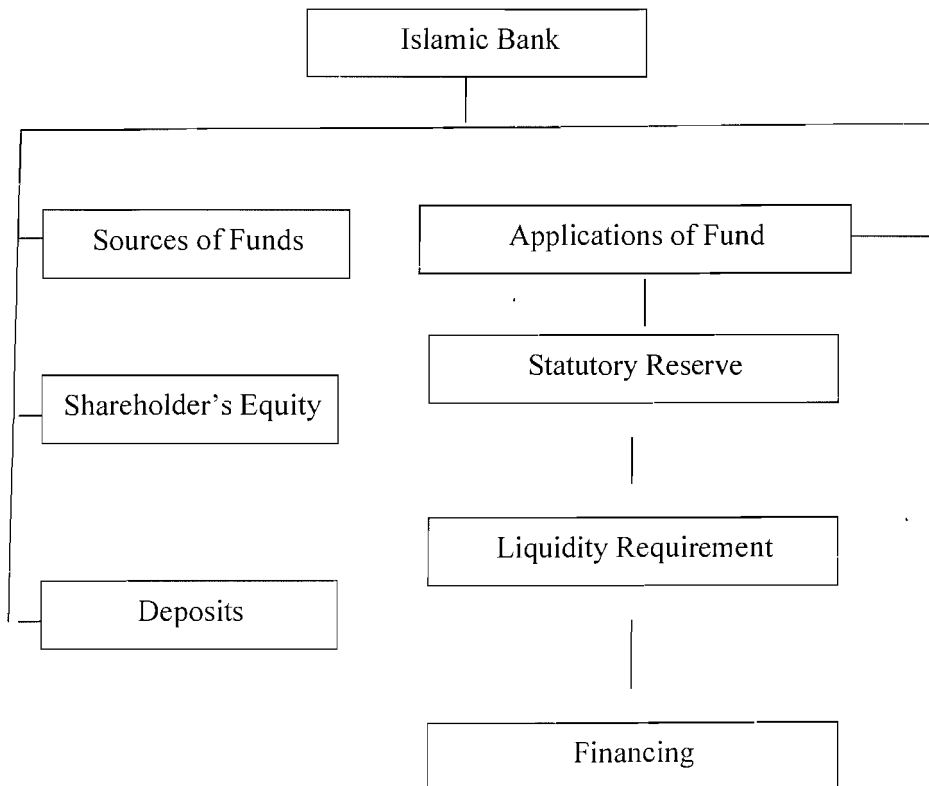 Islamic Bank
Sources of Funds
Applications of Fund
Statutory Reserve
Shareholder’s Equity
Liquidity Requirement
Deposits
Financing